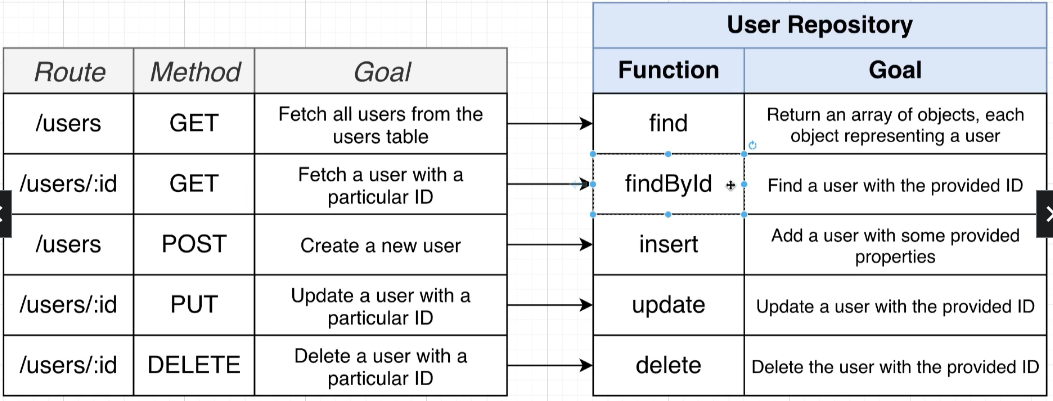 User Repository
Route Method Goal
Function Goal
/users GET Fetch all users from the
users table
find Return an array of objects, each
object representing a user
/users/:id GET Fetch a user with a
particular ID
findById Find a user with the provided ID
/users POST Create a new user
insert Add a user with some provided
properties
/users/:id PUT Update a user with a
particular ID
update Update a user with the provided ID
/users/:id DELETE Delete a user with a
particular ID
delete Delete the user with the provided ID